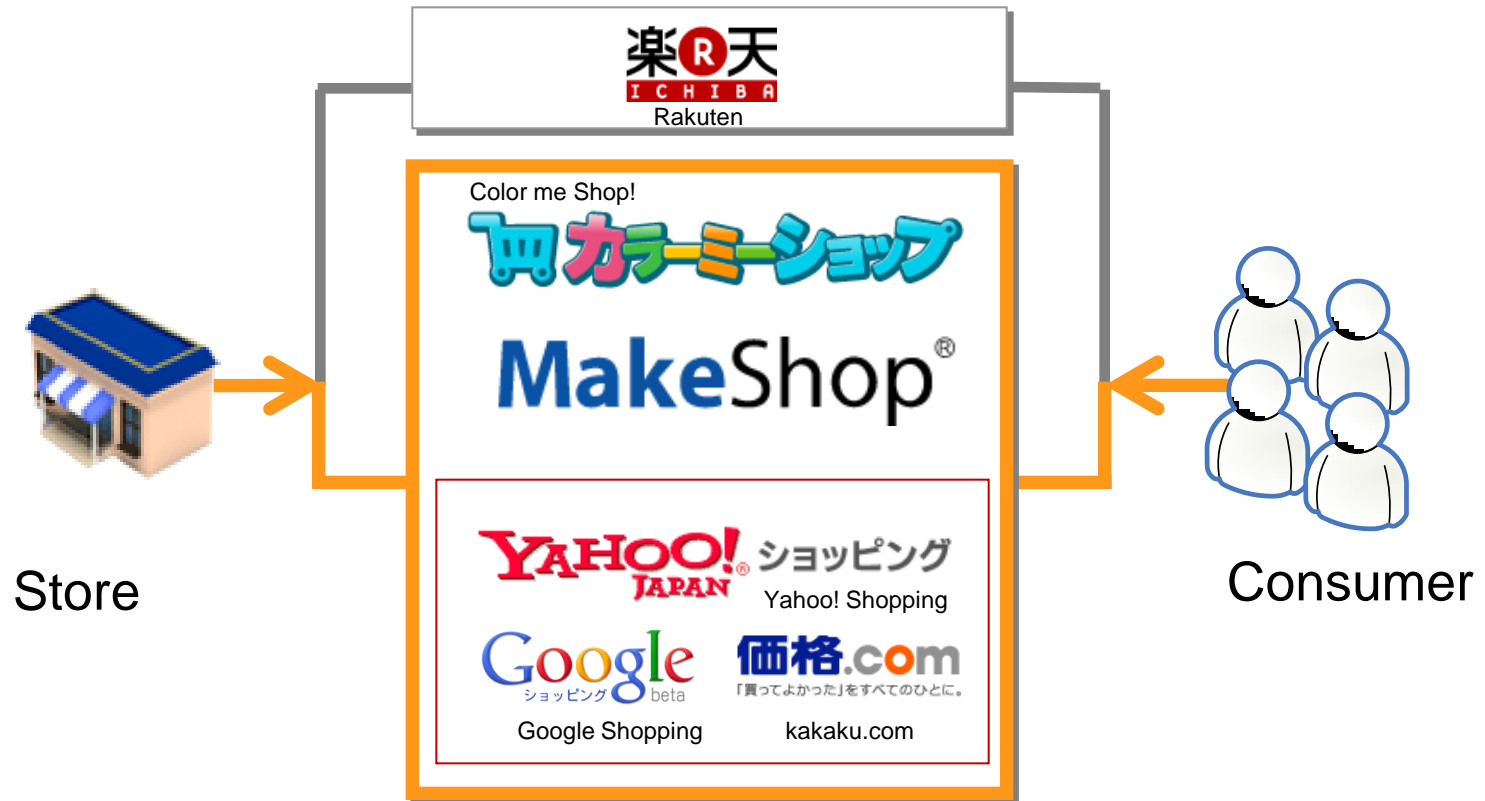 楽R天
ICHIBA
Rakuten
Color me Shop!
カラーミーショップ
MakeShop®
YAHOO!® ショッピング
JAPAN
Yahoo! Shopping
Store
Consumer
Google
ショッピング beta
価格.com
「買ってよかった」をすべてのひとに。
Google Shopping
kakaku.com